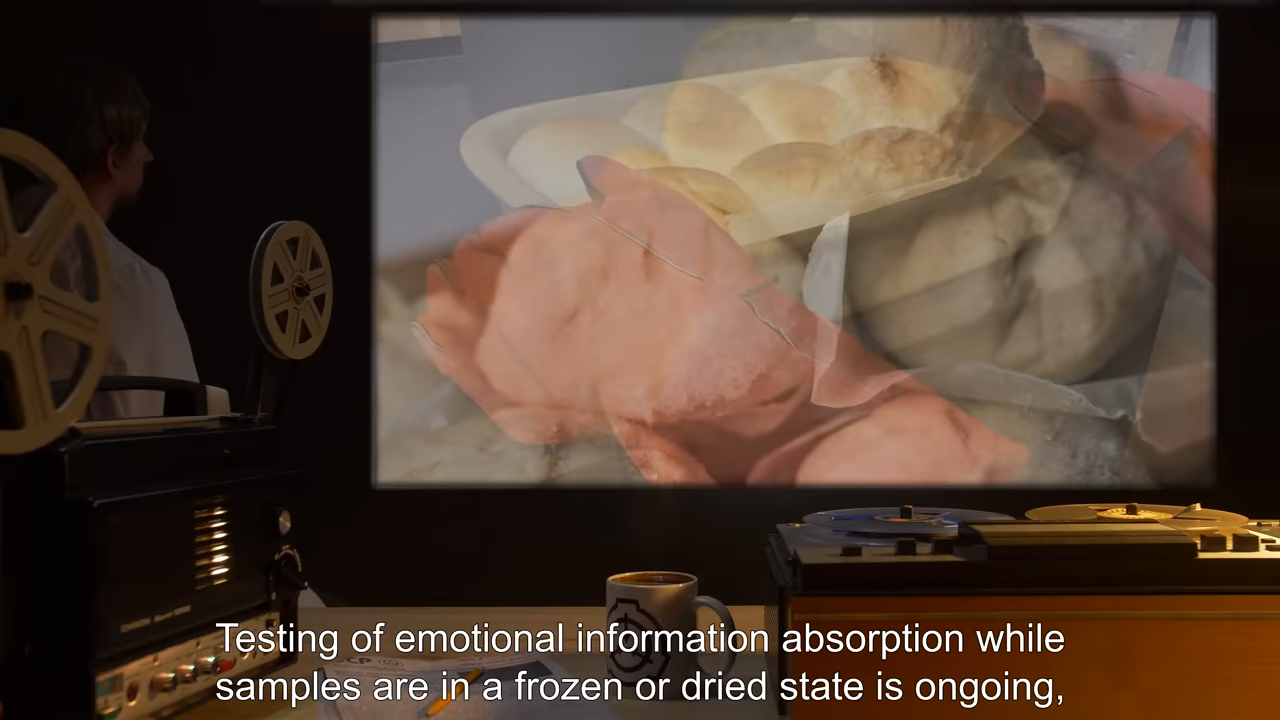 Testing of emotional information absorption while
samples are in a frozen or dried state is ongoing,